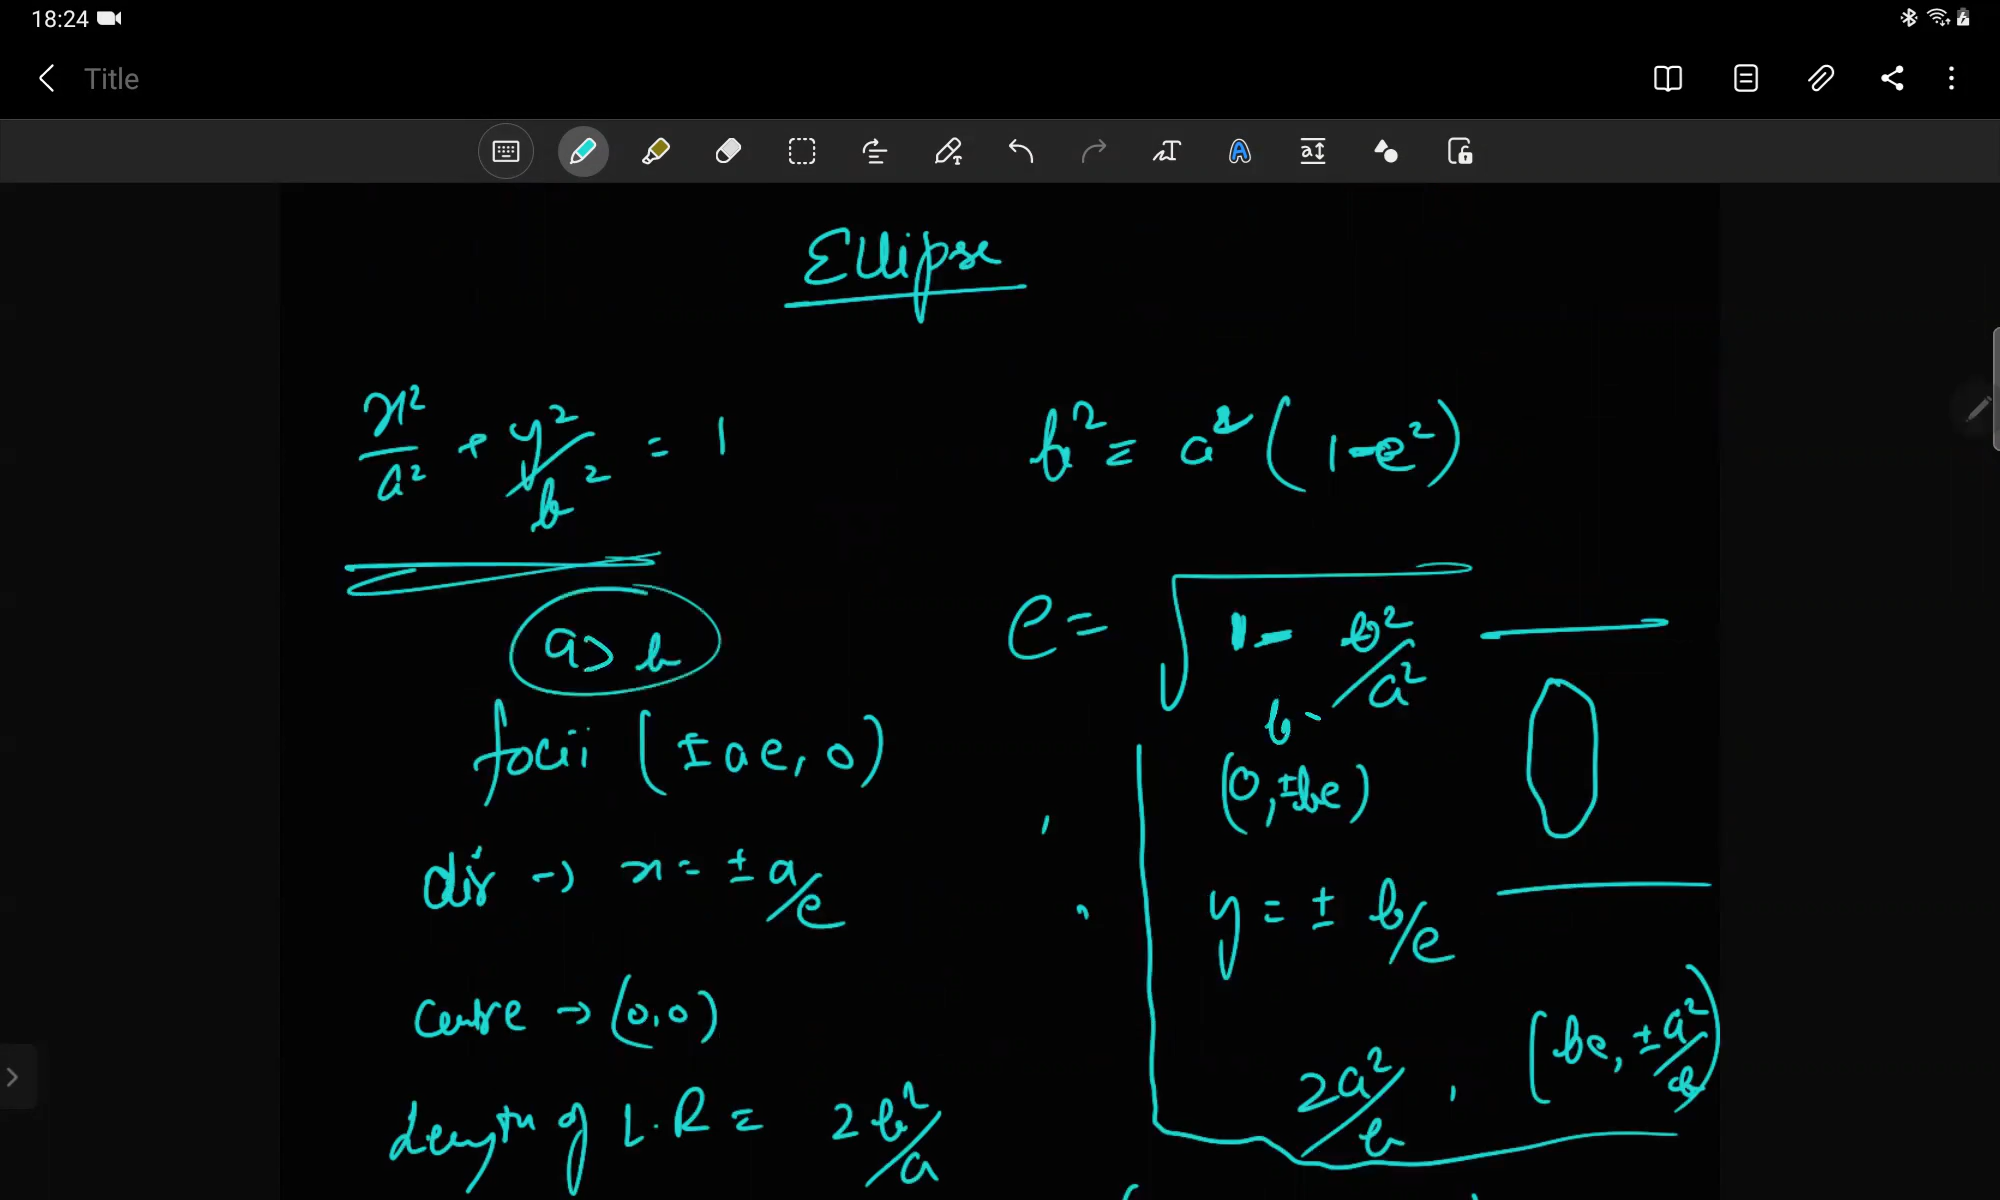 18:24
Title
Ellipse
x²/a² + y²/b² = 1
b² = a²(1-e²)
a > b
e = √(1 - b²/a²)
b -
focii (±ae, 0)
(0, ±be)
dir → x = ± a/e
y = ± b/e
centre → (0,0)
2a²/b , (be, ±a²/b)
Length of L.R = 2b²/a